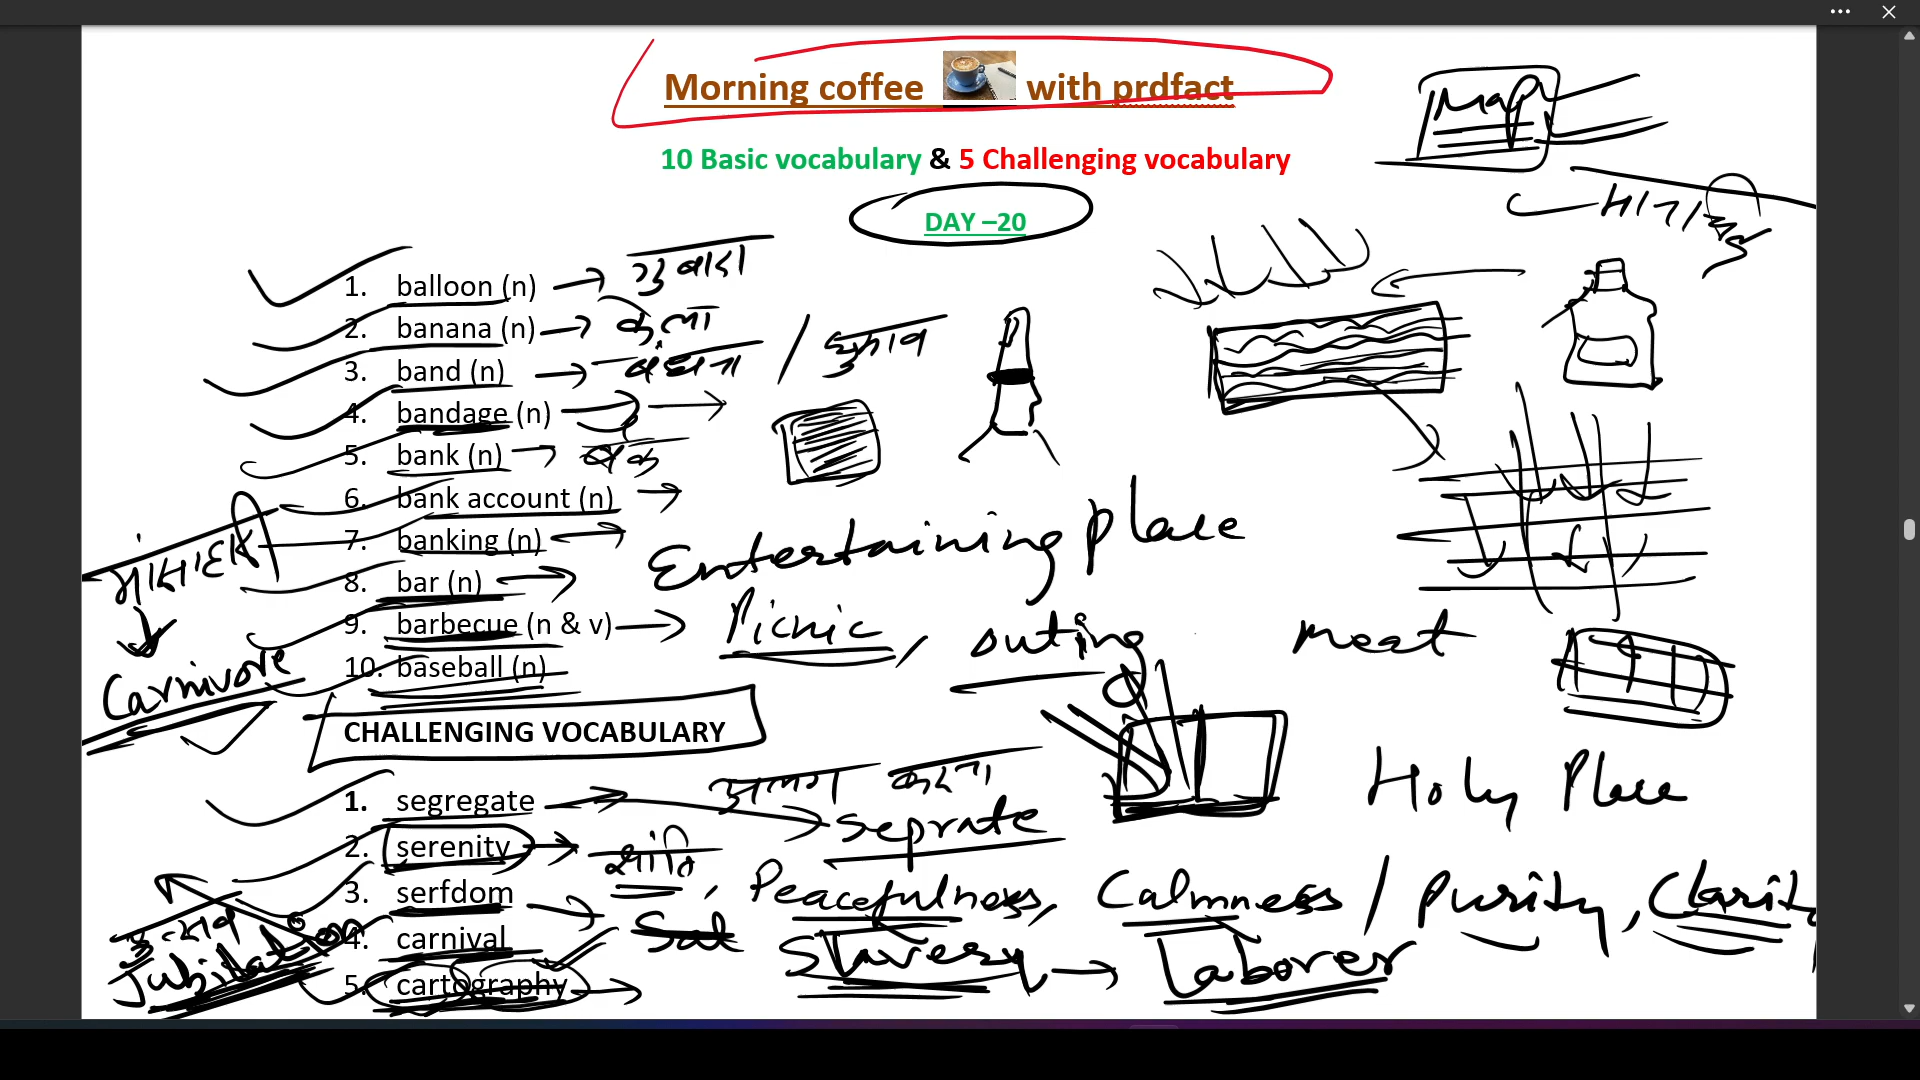 Morning coffee with prdfact
10 Basic vocabulary & 5 Challenging vocabulary
DAY –20
Map
1. balloon (n) → गुब्बारा
2. banana (n) → केला
3. band (n) →
4. bandage (n) →
5. bank (n) → बैंक
6. bank account (n) →
7. banking (n) →
8. bar (n) → Entertaining place
9. barbecue (n & v) → Picnic, outing meat
10. baseball (n)
मांसाहारी
Carnivore
CHALLENGING VOCABULARY
1. segregate → अलग करना
seprate
Holy Place
2. serenity → शांति, Peacefulness, Calmness / Purity, Clarity
3. serfdom → Slavery → Laborer
4. carnival
5. cartography →
उत्सव
Jubilation